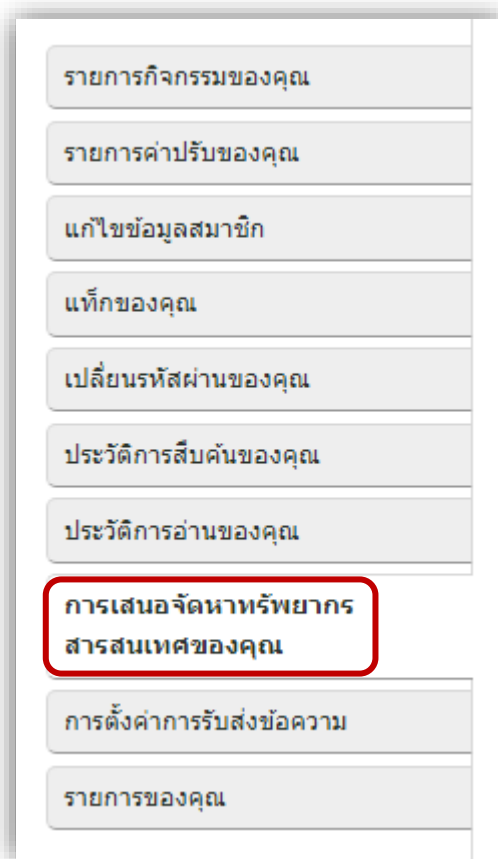 รายการกิจกรรมของคุณ
รายการค่าปรับของคุณ
แก้ไขข้อมูลสมาชิก
แท็กของคุณ
เปลี่ยนรหัสผ่านของคุณ
ประวัติการสืบค้นของคุณ
ประวัติการอ่านของคุณ
การเสนอจัดหาทรัพยากร
สารสนเทศของคุณ
การตั้งค่าการรับส่งข้อความ
รายการของคุณ